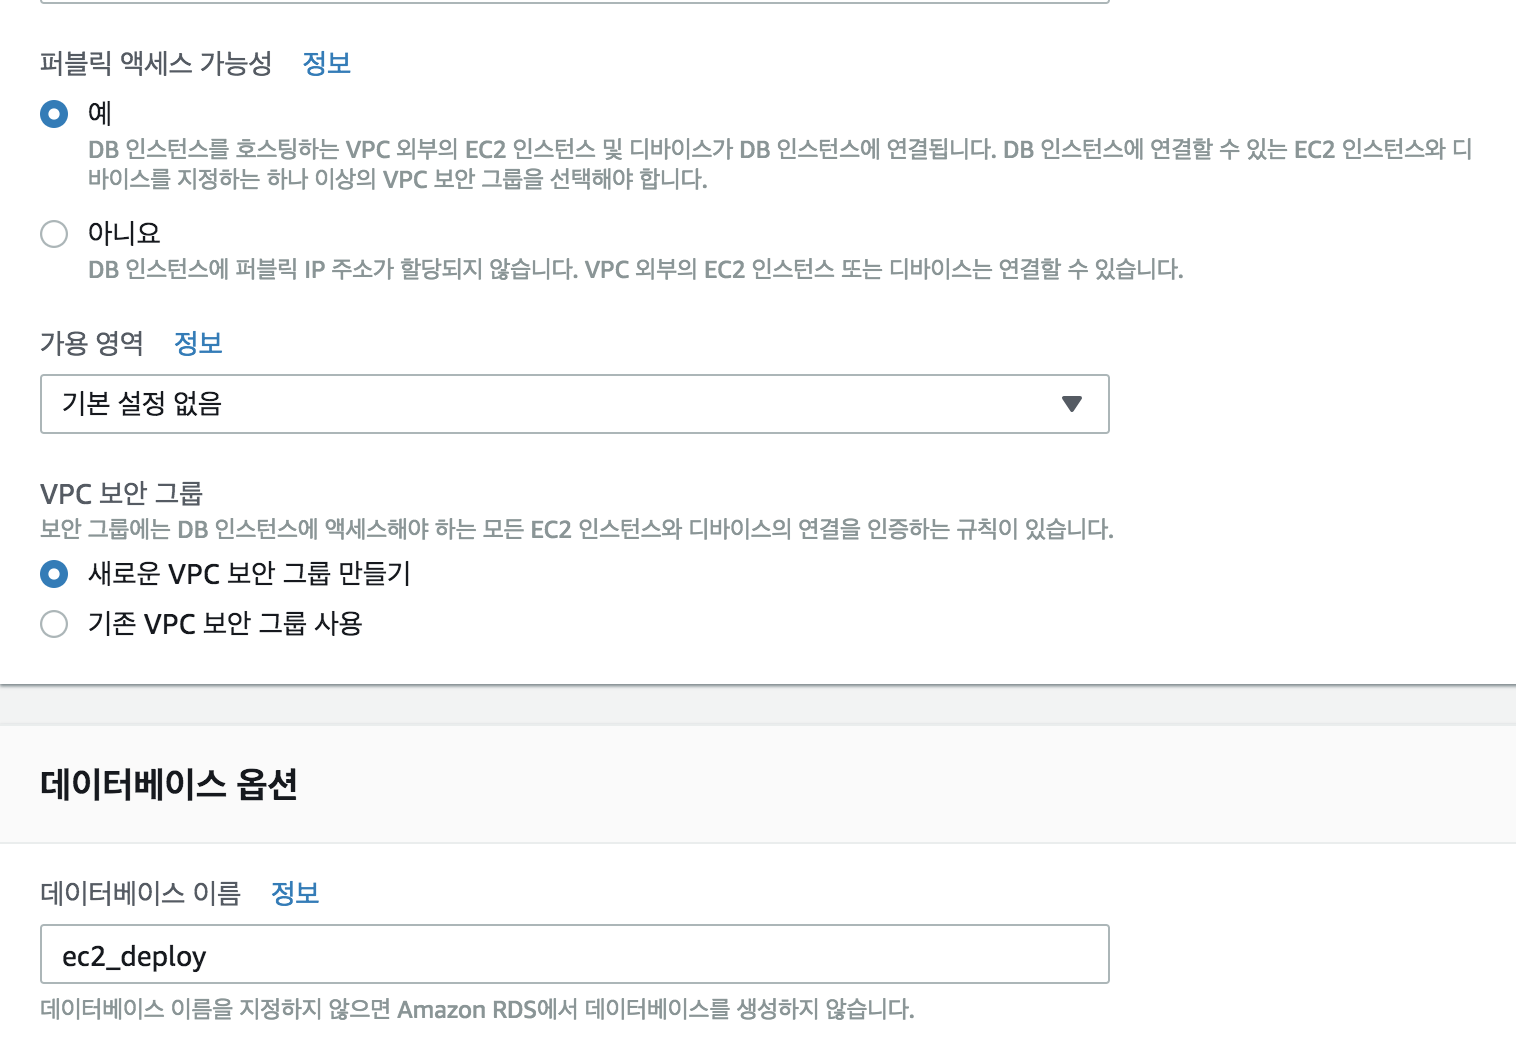 퍼블릭 액세스 가능성 정보
예
DB 인스턴스를 호스팅하는 VPC 외부의 EC2 인스턴스 및 디바이스가 DB 인스턴스에 연결됩니다. DB 인스턴스에 연결할 수 있는 EC2 인스턴스와 디
바이스를 지정하는 하나 이상의 VPC 보안 그룹을 선택해야 합니다.
아니요
DB 인스턴스에 퍼블릭 IP 주소가 할당되지 않습니다. VPC 외부의 EC2 인스턴스 또는 디바이스는 연결할 수 있습니다.
가용 영역 정보
기본 설정 없음
VPC 보안 그룹
보안 그룹에는 DB 인스턴스에 액세스해야 하는 모든 EC2 인스턴스와 디바이스의 연결을 인증하는 규칙이 있습니다.
새로운 VPC 보안 그룹 만들기
기존 VPC 보안 그룹 사용
데이터베이스 옵션
데이터베이스 이름 정보
ec2_deploy
데이터베이스 이름을 지정하지 않으면 Amazon RDS에서 데이터베이스를 생성하지 않습니다.